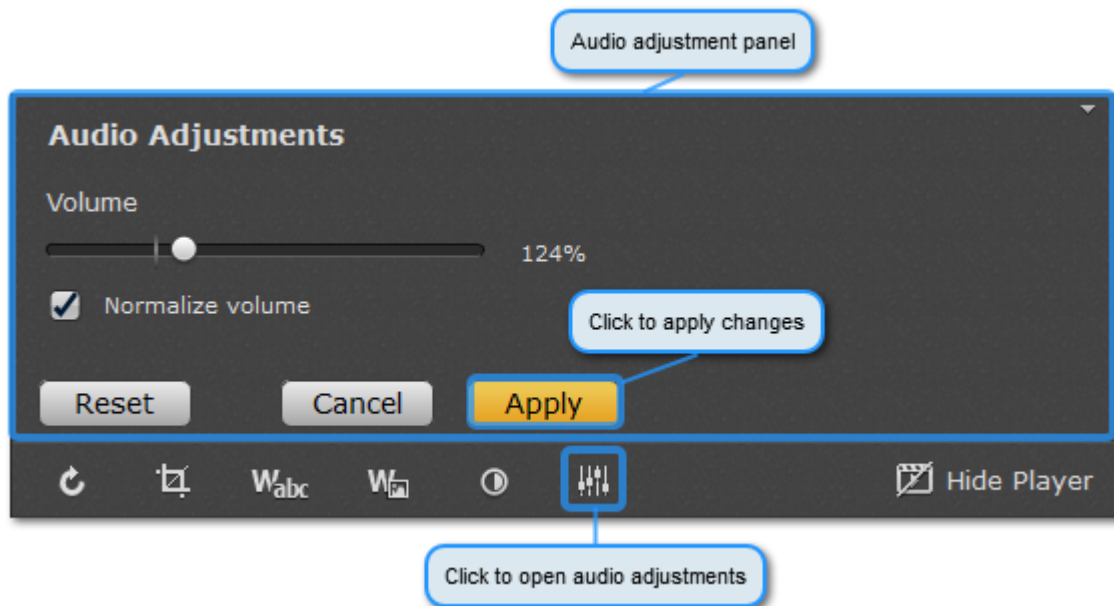 Audio adjustment panel
Audio Adjustments
Volume
124%
Normalize volume
Click to apply changes
Reset
Cancel
Apply
Wabc
W
Hide Player
Click to open audio adjustments